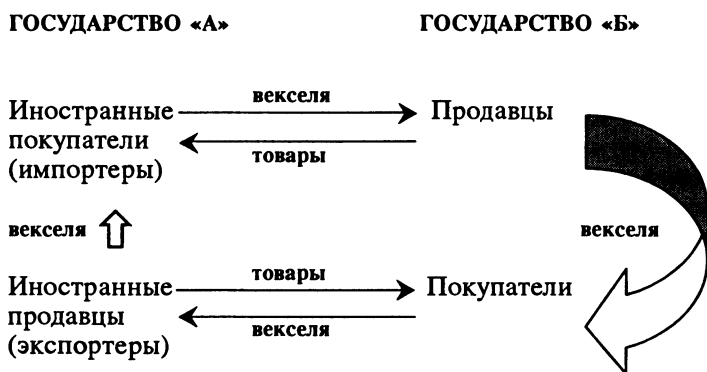 ГОСУДАРСТВО «А» ГОСУДАРСТВО «Б»
векселя
Иностранные Продавцы
покупатели
товары
(импортеры)
векселя векселя
товары
Иностранные Покупатели
продавцы
векселя
(экспортеры)